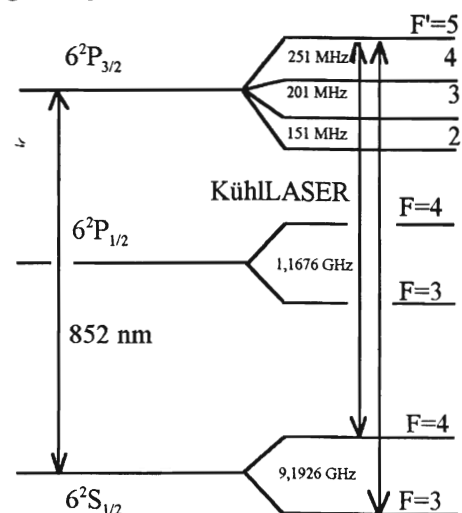 F'=5
6²P₃/₂
251 MHz
4
201 MHz
3
151 MHz
2
KühlLASER
F=4
6²P₁/₂
1,1676 GHz
F=3
852 nm
F=4
9,1926 GHz
6²S₁/₂
F=3